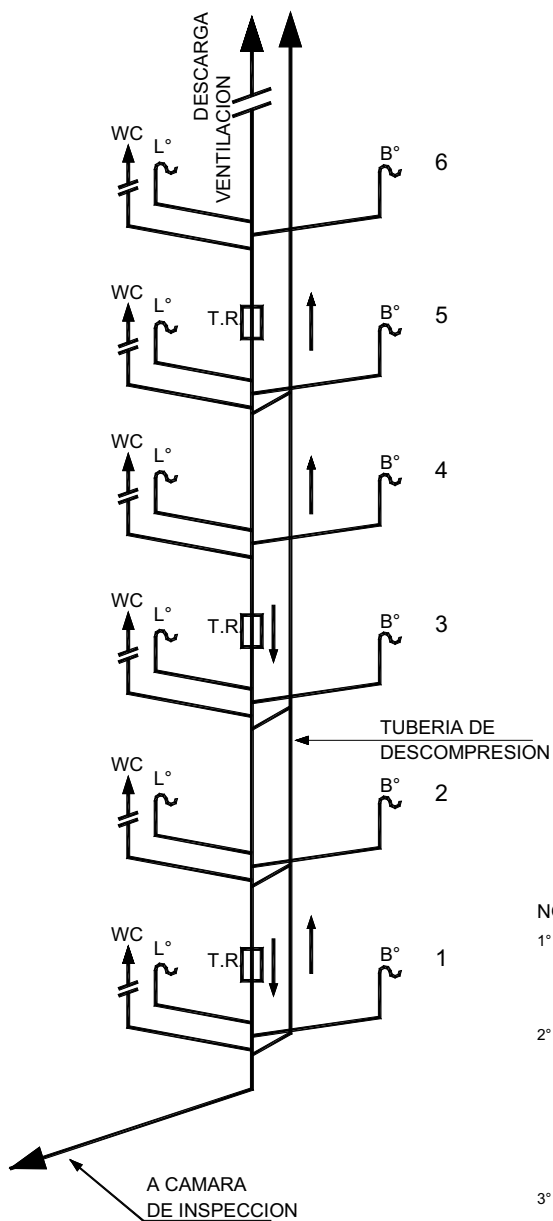 DESCARGA
VENTILACION
WC
L°
B°
6
WC
L°
T.R.
B°
5
WC
L°
B°
4
WC
L°
T.R.
B°
3
TUBERIA DE
DESCOMPRESION
WC
L°
B°
2
WC
L°
T.R.
B°
1
1°
2°
3°
A CAMARA
DE INSPECCION